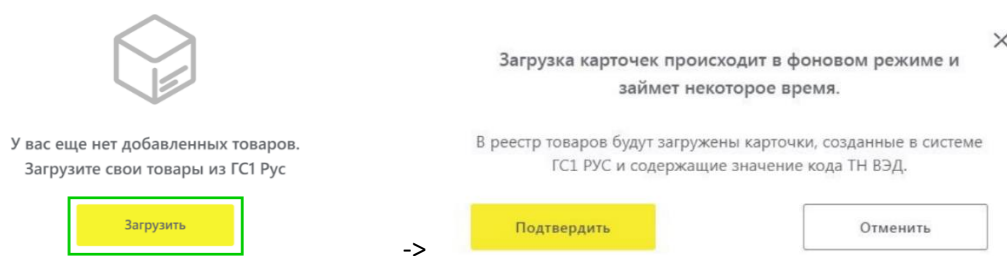 У вас еще нет добавленных товаров.
Загрузите свои товары из ГС1 Рус
Загрузить
->
Загрузка карточек происходит в фоновом режиме и
займет некоторое время.
В реестр товаров будут загружены карточки, созданные в системе
ГС1 РУС и содержащие значение кода ТН ВЭД.
Подтвердить
Отменить